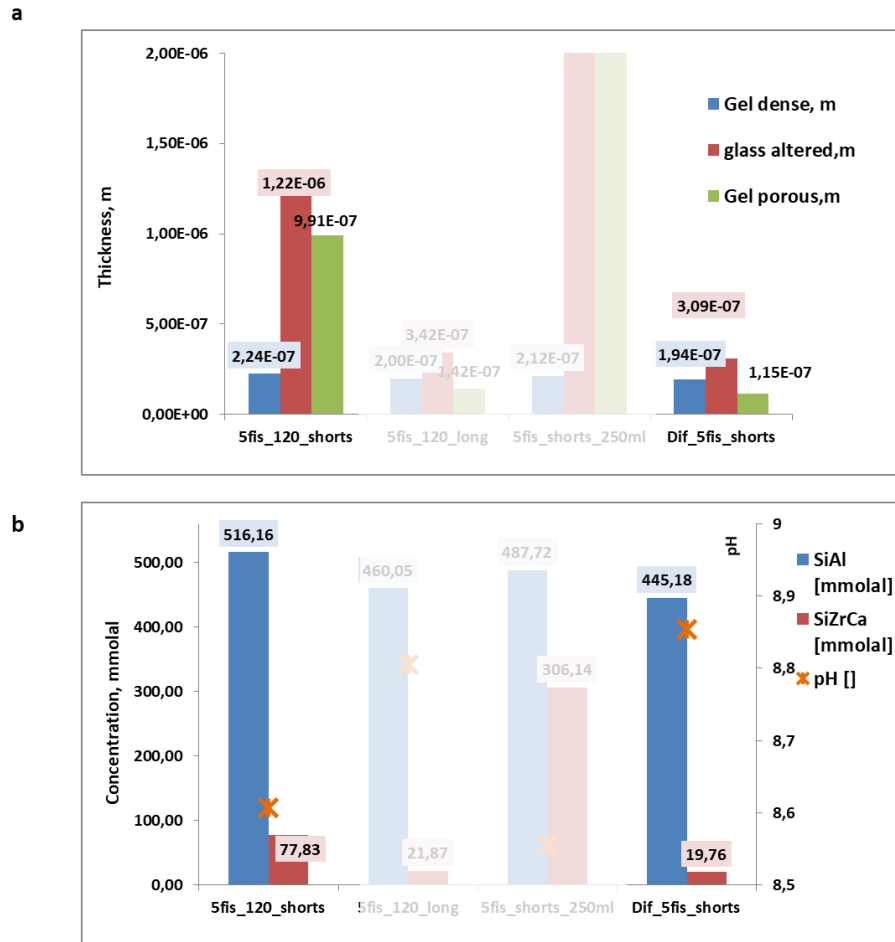 a
2,00E-06
1,50E-06
1,00E-06
5,00E-07
0,00E+00
Thickness, m
1,22E-06
9,91E-07
2,24E-07
3,42E-07
2,00E-07
1,42E-07
2,12E-07
3,09E-07
1,94E-07
1,15E-07
Gel dense, m
glass altered,m
Gel porous,m
5fis_120_shorts
5fis_120_long
5fis_shorts_250ml
Dif_5fis_shorts
b
500,00
400,00
300,00
200,00
100,00
0,00
Concentration, mmolal
516,16
460,05
487,72
445,18
306,14
77,83
21,87
19,76
9
8,9
8,8
8,7
8,6
8,5
pH
SiAl
[mmolal]
SiZrCa
[mmolal]
pH []
5fis_120_shorts
5fis_120_long
5fis_shorts_250ml
Dif_5fis_shorts